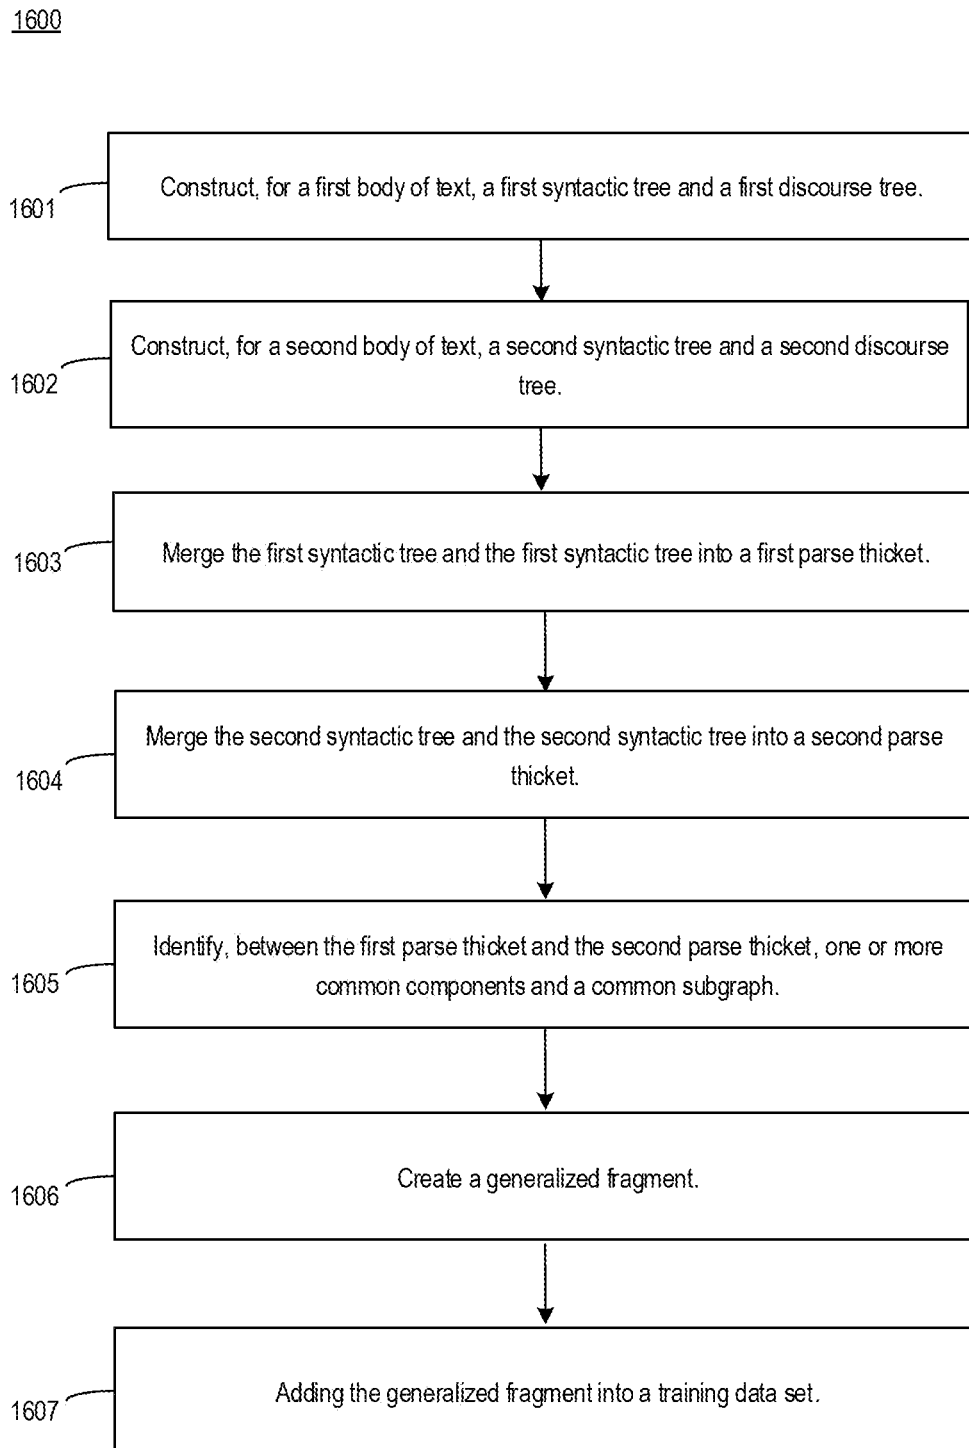 1600
Construct, for a first body of text, a first syntactic tree and a first discourse tree.
1601
Construct, for a second body of text, a second syntactic tree and a second discourse
tree.
1602
Merge the first syntactic tree and the first syntactic tree into a first parse thicket.
1603
Merge the second syntactic tree and the second syntactic tree into a second parse
thicket.
1604
Identify, between the first parse thicket and the second parse thicket, one or more
common components and a common subgraph.
1605
Create a generalized fragment.
1606
Adding the generalized fragment into a training data set.
1607